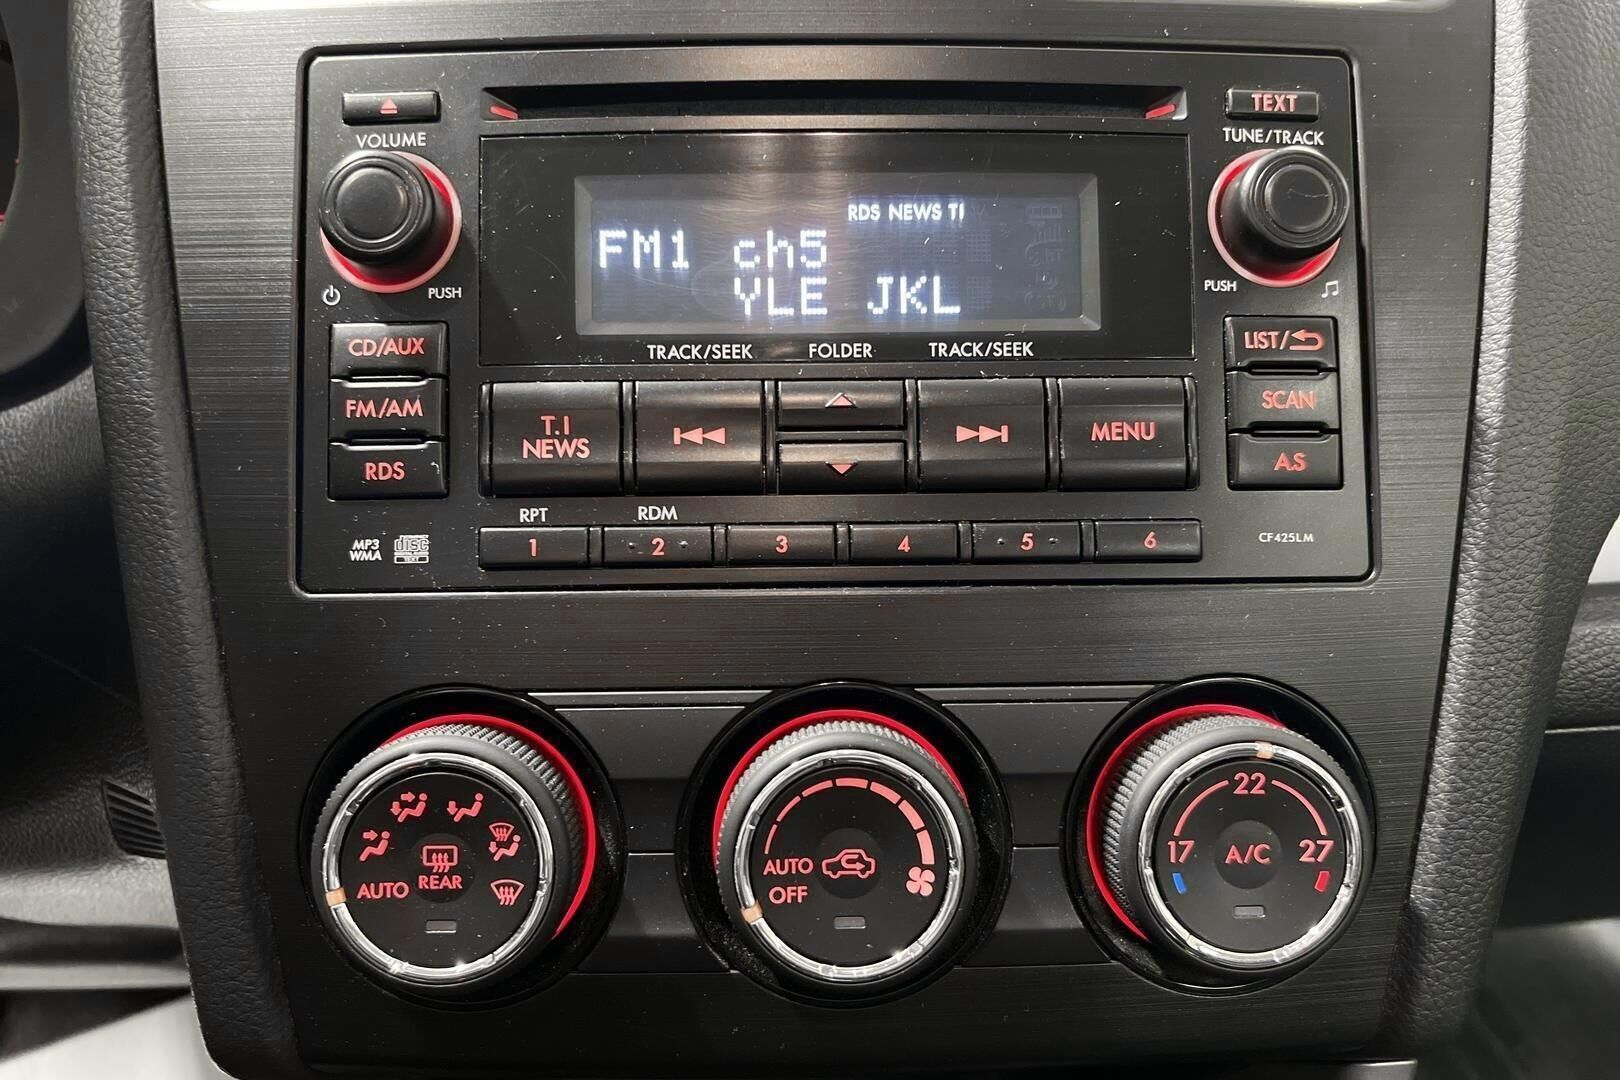 TEXT
VOLUME
TUNE/TRACK
RDS NEWS TI
FM1 ch5
YLE JKL
PUSH
PUSH
CD/AUX
TRACK/SEEK FOLDER TRACK/SEEK
LIST/
FM/AM
T.I
NEWS
MENU
SCAN
RDS
A.S
RPT RDM
1 2 3 4 5 6
MP3
WMA
DISC
TEXT
CF425LM
AUTO
REAR
AUTO
OFF
22
17 A/C 27